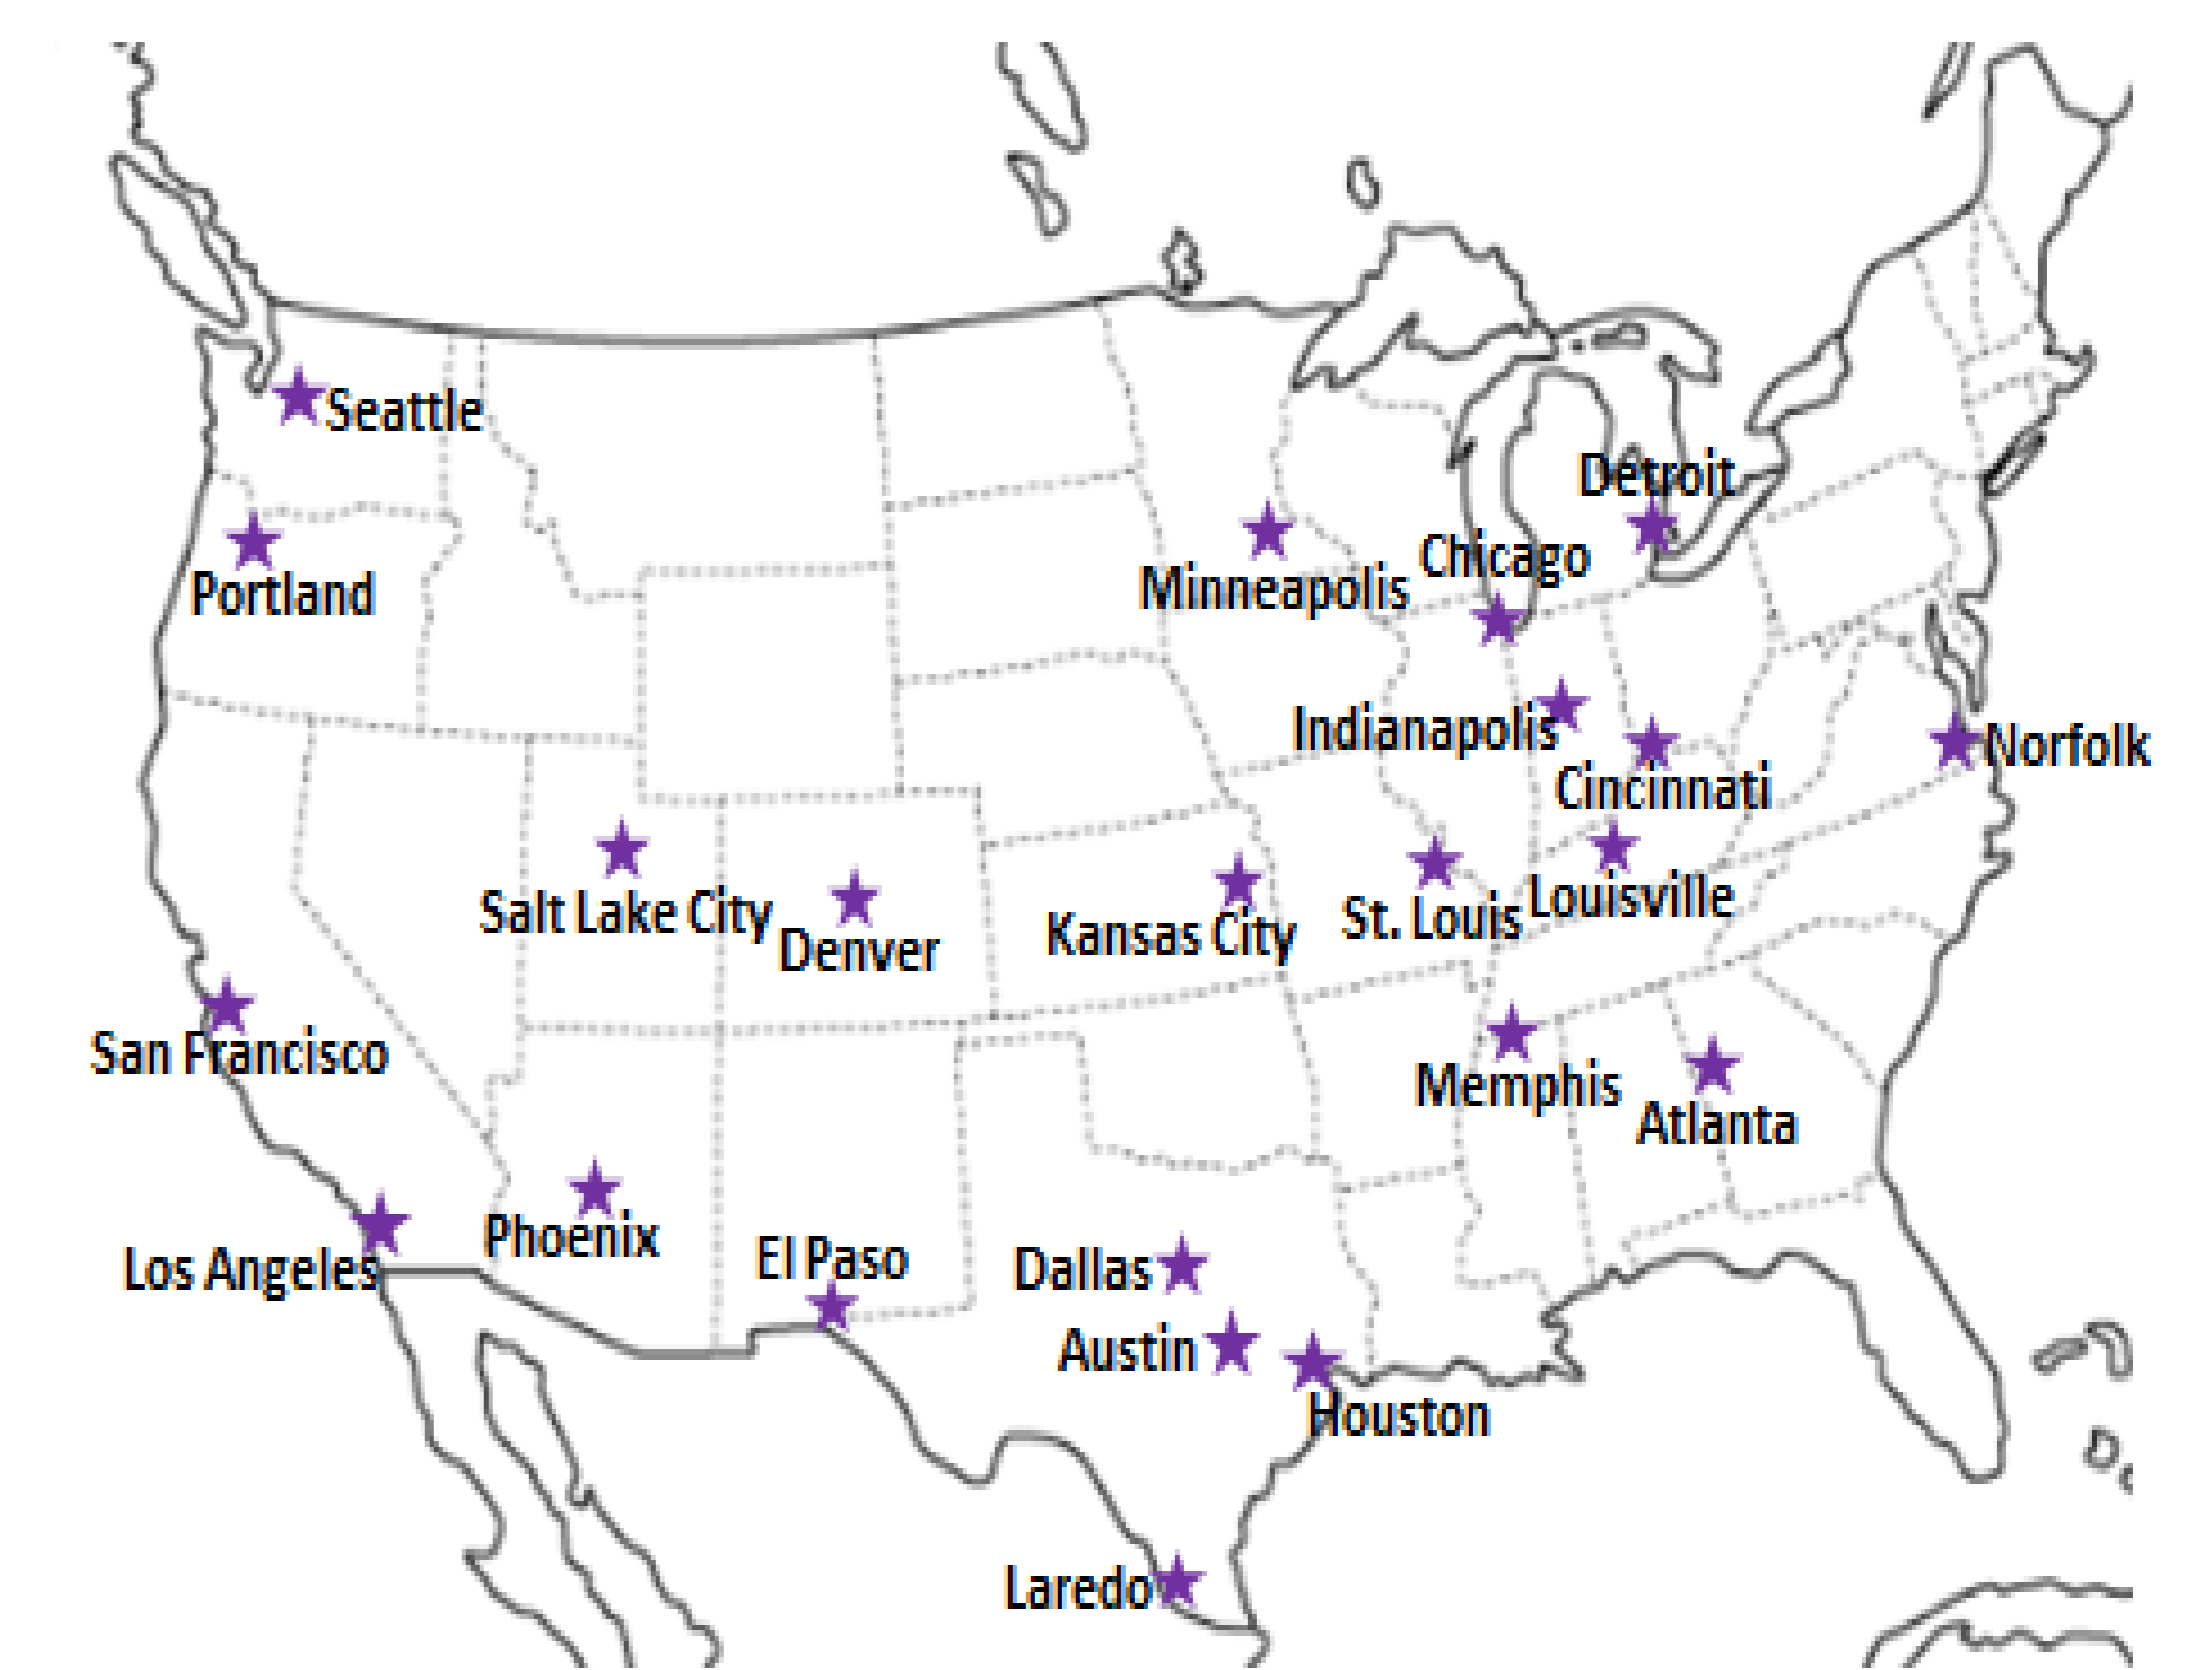 Seattle
Detroit
Chicago
Portland
Minneapolis
Indianapolis
Norfolk
Cincinnati
Salt Lake City
Denver
Kansas City
St. Louis
Louisville
San Francisco
Memphis
Atlanta
Phoenix
El Paso
Los Angeles
Dallas
Austin
Houston
Laredo